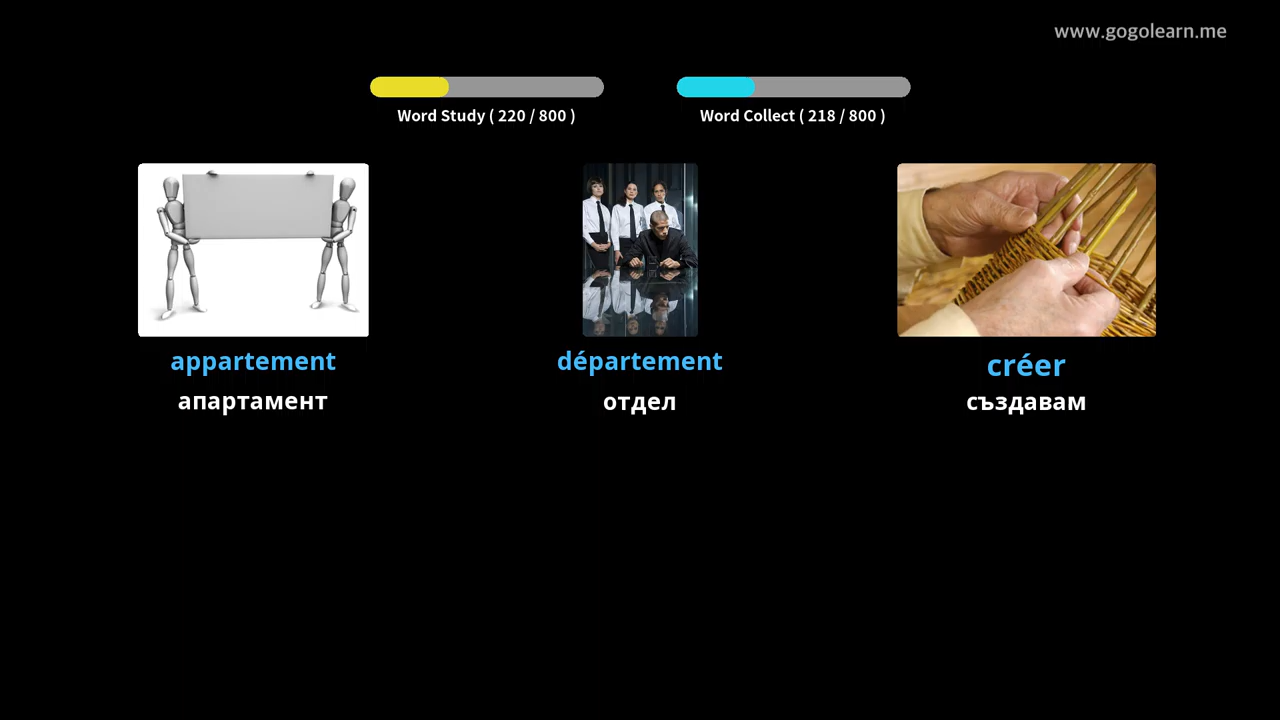 www.gogolearn.me
Word Study ( 220 / 800 )
Word Collect ( 218 / 800 )
appartement
département
créer
апартамент
отдел
създавам